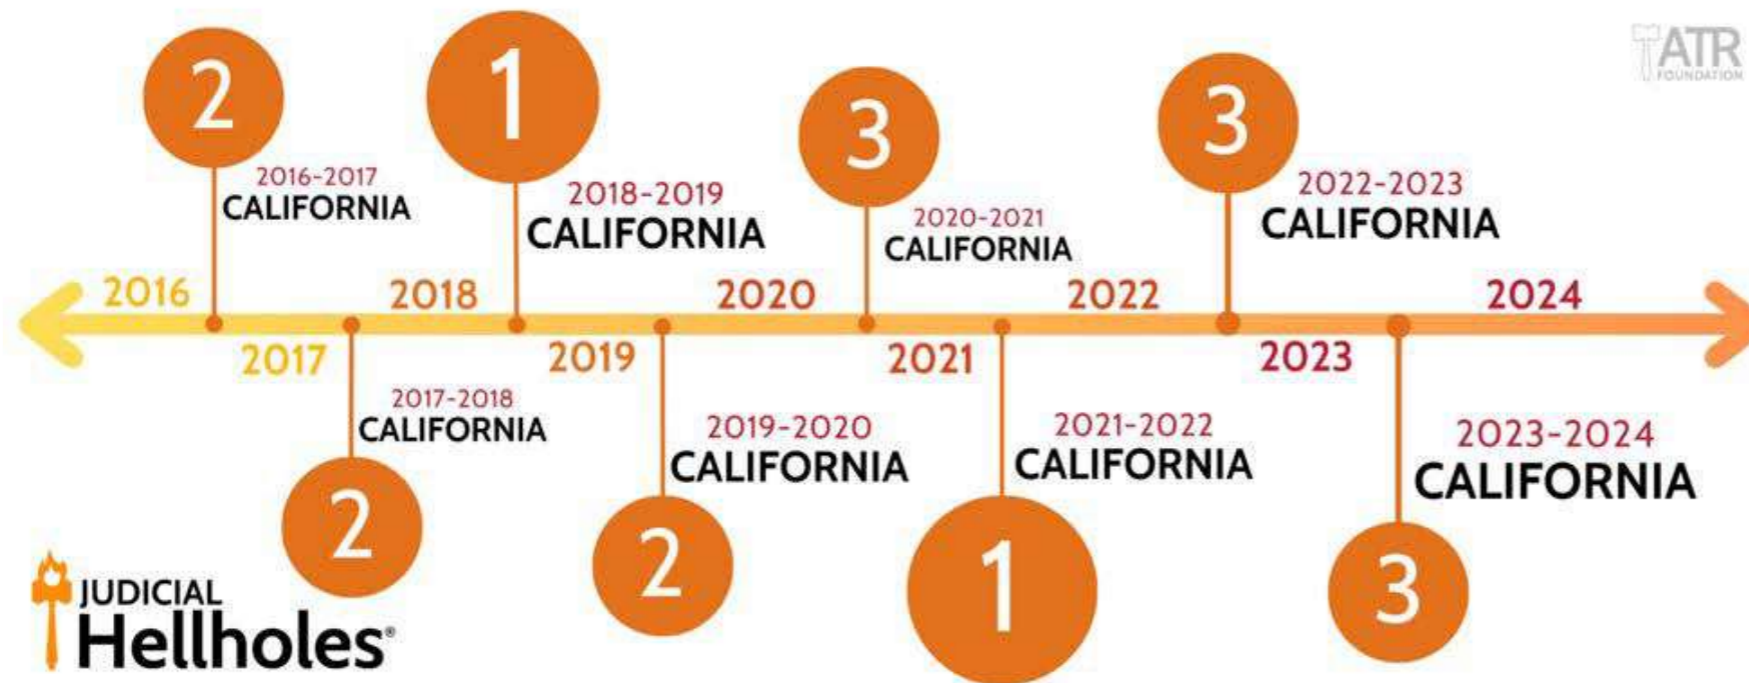 2
1
3
3
ATR
FOUNDATION
2016-2017
CALIFORNIA
2018-2019
CALIFORNIA
2020-2021
CALIFORNIA
2022-2023
CALIFORNIA
2016
2018
2020
2022
2024
2017
2019
2021
2023
2017-2018
CALIFORNIA
2019-2020
CALIFORNIA
2021-2022
CALIFORNIA
2023-2024
CALIFORNIA
2
2
1
3
JUDICIAL
Hellholes®